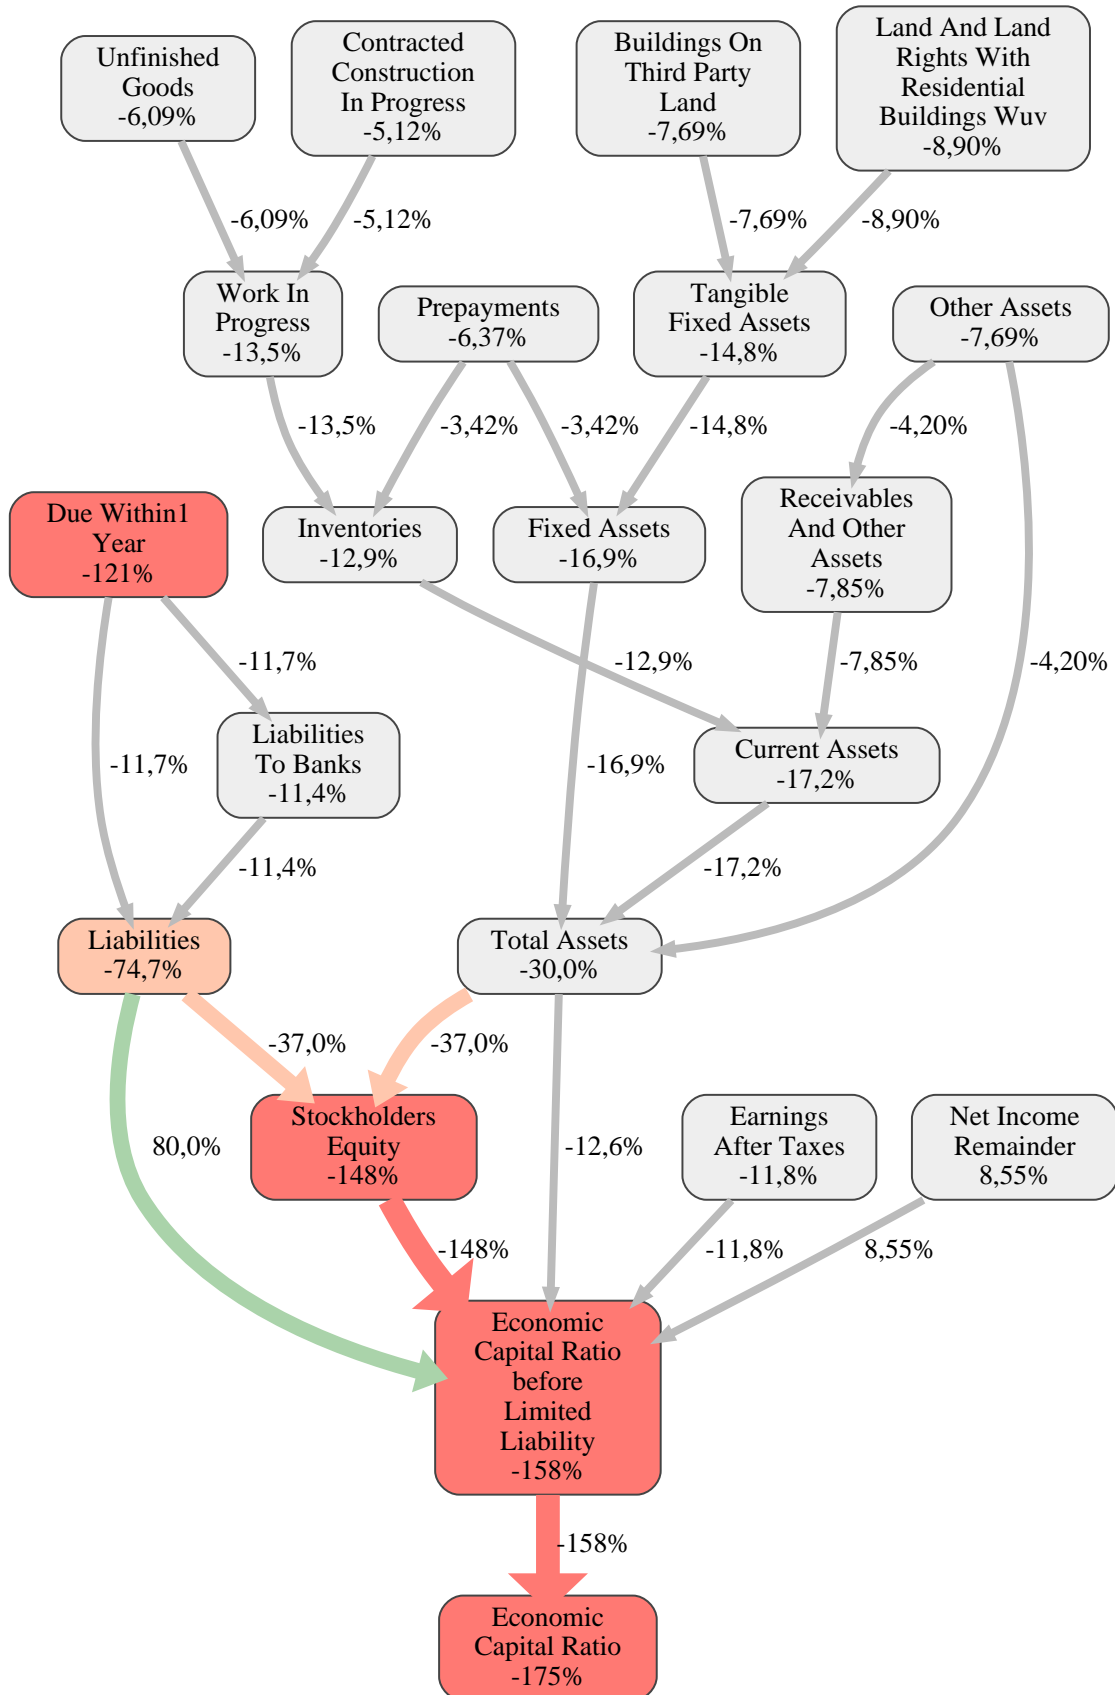 Unfinished
Goods
-6,09%
Contracted
Construction
In Progress
-5,12%
Buildings On
Third Party
Land
-7,69%
Land And Land
Rights With
Residential
Buildings Wuv
-8,90%
-6,09%
-5,12%
-7,69%
-8,90%
Work In
Progress
-13,5%
Prepayments
-6,37%
Tangible
Fixed Assets
-14,8%
Other Assets
-7,69%
-13,5%
-3,42%
-3,42%
-14,8%
-4,20%
Due Within1
Year
-121%
Inventories
-12,9%
Fixed Assets
-16,9%
Receivables
And Other
Assets
-7,85%
-11,7%
-12,9%
-7,85%
-4,20%
Liabilities
To Banks
-11,4%
-11,7%
-16,9%
Current Assets
-17,2%
-11,4%
-17,2%
Liabilities
-74,7%
Total Assets
-30,0%
-37,0%
-37,0%
80,0%
Stockholders
Equity
-148%
-12,6%
Earnings
After Taxes
-11,8%
Net Income
Remainder
8,55%
-148%
-11,8%
8,55%
Economic
Capital Ratio
before
Limited
Liability
-158%
-158%
Economic
Capital Ratio
-175%